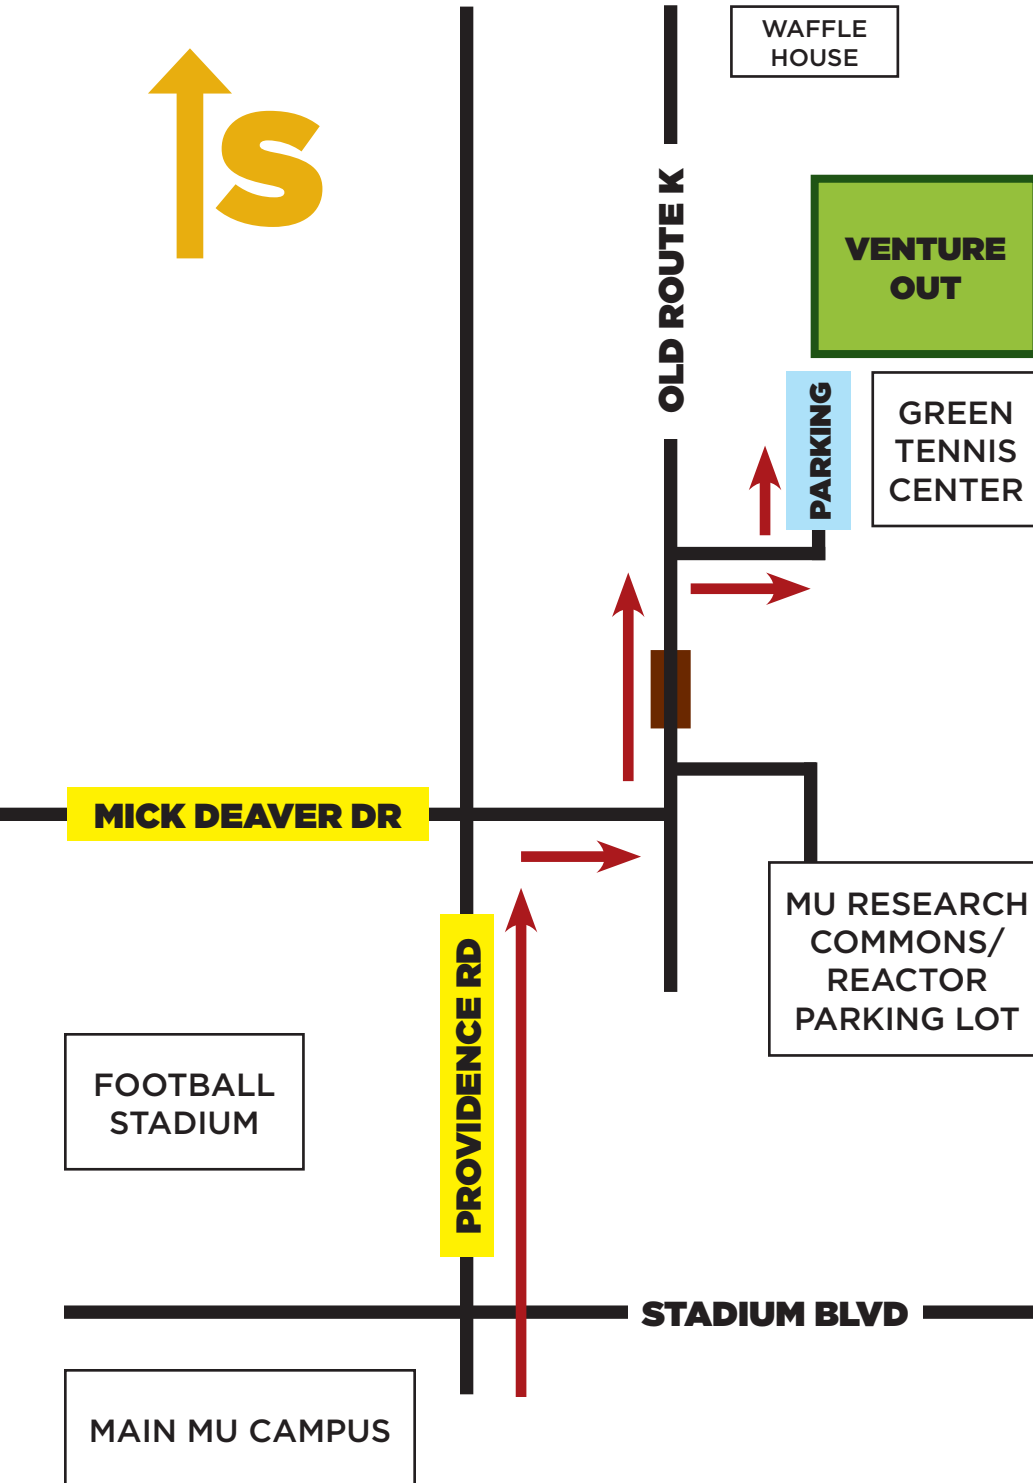 WAFFLE
HOUSE
S
OLD ROUTE K
VENTURE
OUT
PARKING
GREEN
TENNIS
CENTER
MICK DEAVER DR
MU RESEARCH
COMMONS/
REACTOR
PARKING LOT
PROVIDENCE RD
FOOTBALL
STADIUM
STADIUM BLVD
MAIN MU CAMPUS